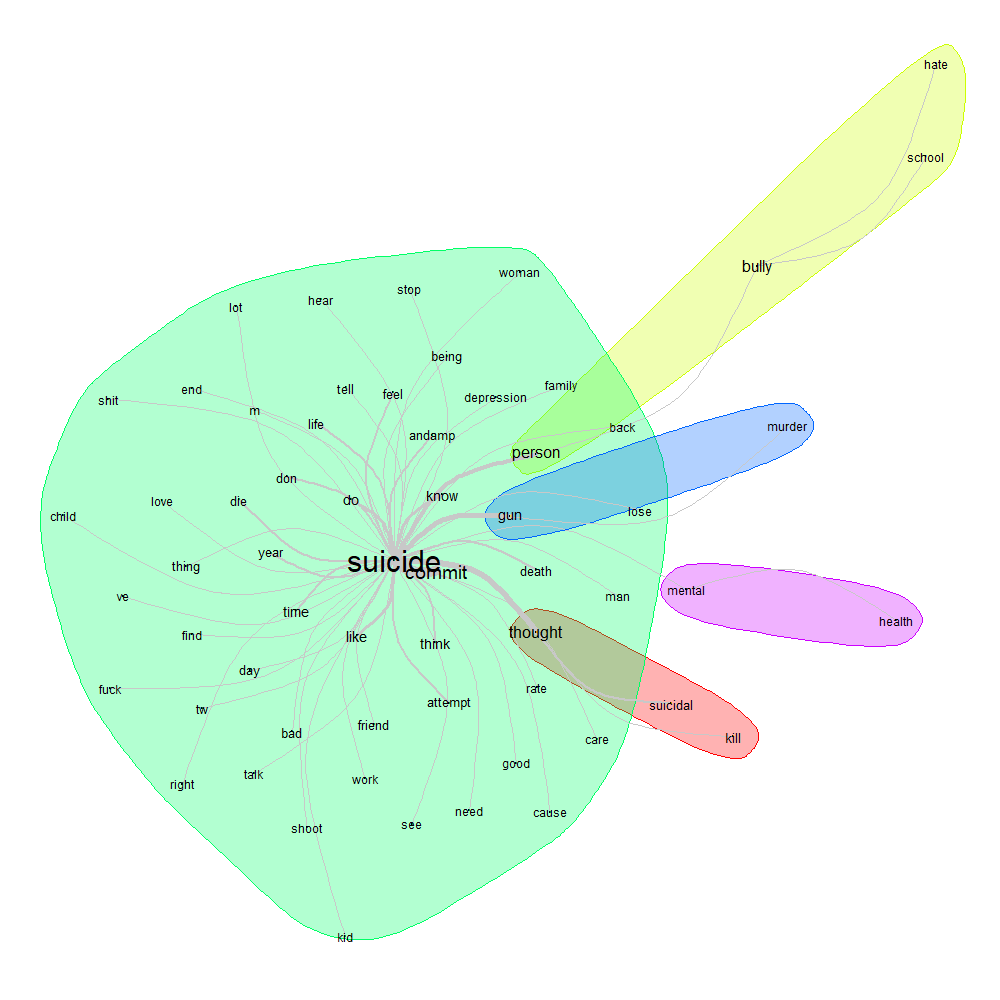 hate
school
bully
woman
stop
hear
lot
being
family
tell
feel
depression
end
shit
m
life
back
murder
andamp
person
don
know
do
love
die
lose
child
gun
year
suicide
commit
thing
death
mental
ve
man
time
health
find
like
thought
think
day
rate
fuck
attempt
suicidal
tw
friend
bad
care
kill
good
talk
work
right
need
cause
see
shoot
kid